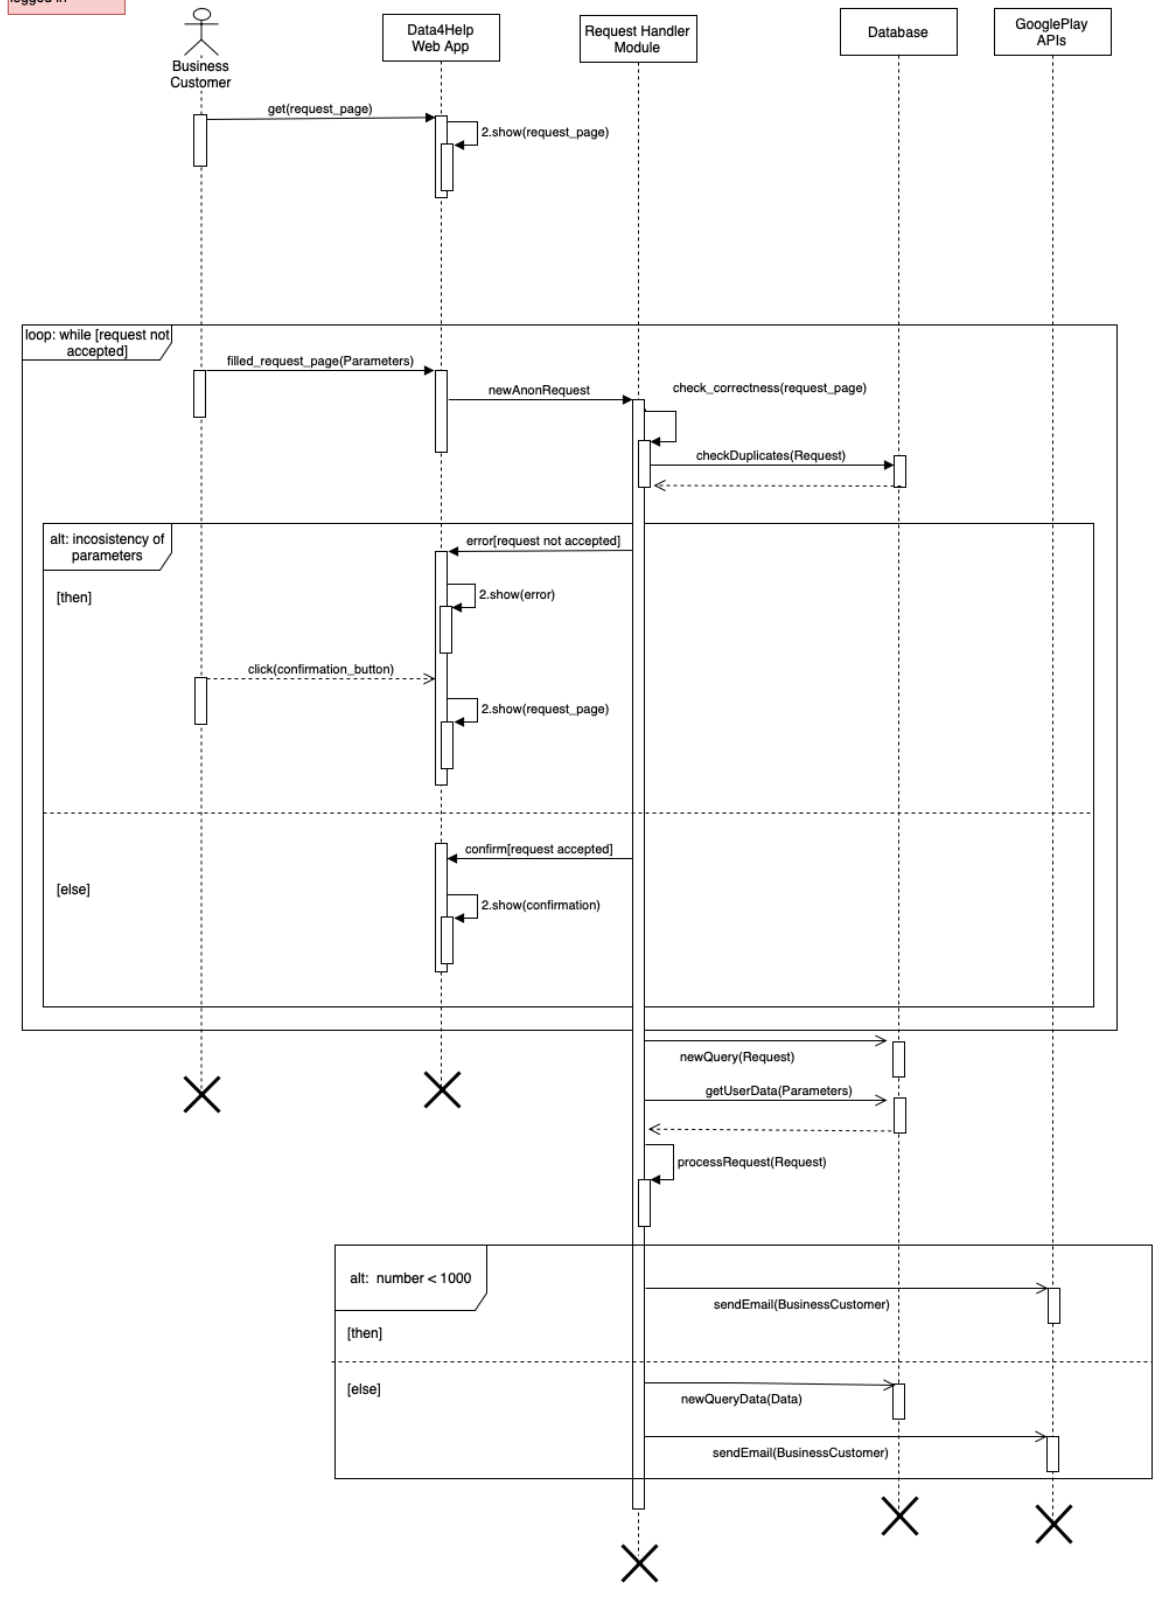 logged in
Business
Customer
Data4Help
Web App
Request Handler
Module
Database
GooglePlay
APIs
get(request_page)
2.show(request_page)
loop: while [request not
accepted]
filled_request_page(Parameters)
newAnonRequest
check_correctness(request_page)
checkDuplicates(Request)
alt: incosistency of
parameters
error[request not accepted]
[then]
2.show(error)
click(confirmation_button)
2.show(request_page)
confirm[request accepted]
[else]
2.show(confirmation)
newQuery(Request)
getUserData(Parameters)
processRequest(Request)
alt: number < 1000
sendEmail(BusinessCustomer)
[then]
[else]
newQueryData(Data)
sendEmail(BusinessCustomer)